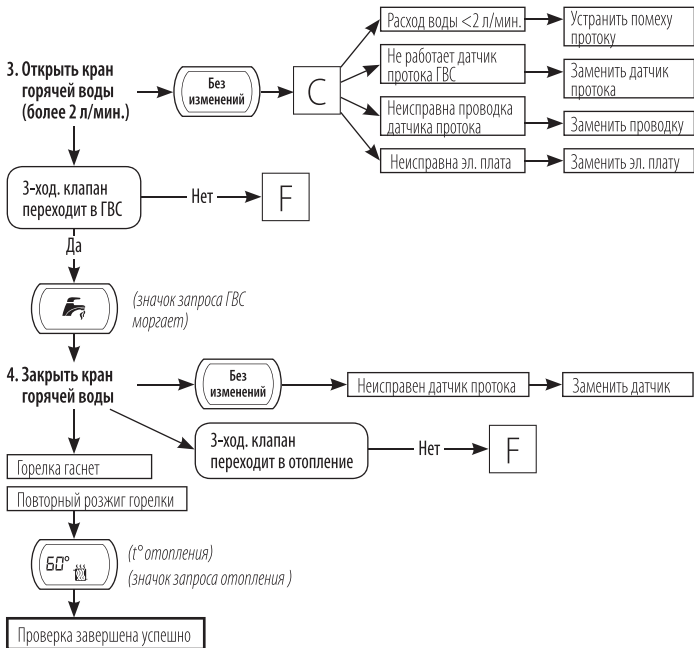 Расход воды <2 л/мин.
Устранить помеху
протоку
3. Открыть кран
горячей воды
(более 2 л/мин.)
Без
изменений
C
Не работает датчик
протока ГВС
Заменить датчик
протока
Неисправна проводка
датчика протока
Заменить проводку
Неисправна эл. плата
Заменить эл. плату
3-ход. клапан
переходит в ГВС
Нет
F
Да
(значок запроса ГВС
моргает)
4. Закрыть кран
горячей воды
Без
изменений
Неисправен датчик протока
Заменить датчик
3-ход. клапан
переходит в отопление
Нет
F
Горелка гаснет
Повторный розжиг горелки
60°
(t° отопления)
(значок запроса отопления )
Проверка завершена успешно